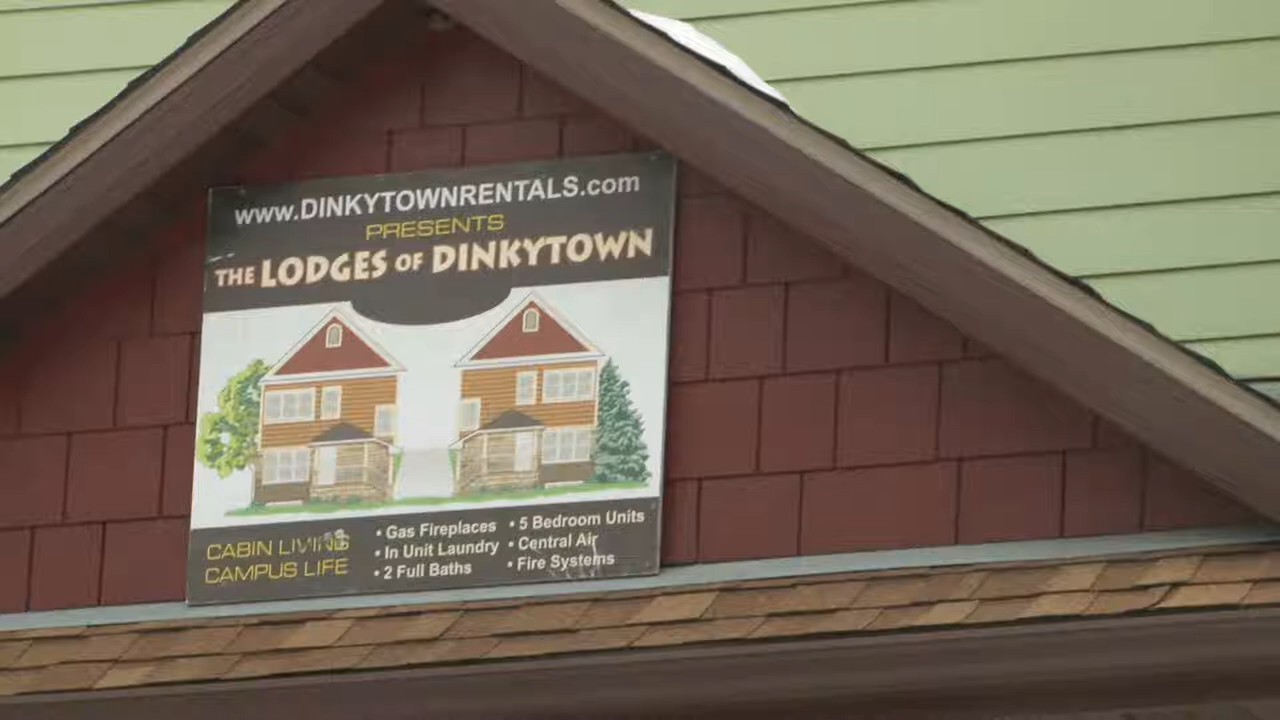 www.DINKYTOWNRENTALS.com
PRESENTS
THE LODGES OF DINKYTOWN
CABIN LIVING
CAMPUS LIFE
• Gas Fireplaces
• In Unit Laundry
• 2 Full Baths
• 5 Bedroom Units
• Central Air
• Fire Systems